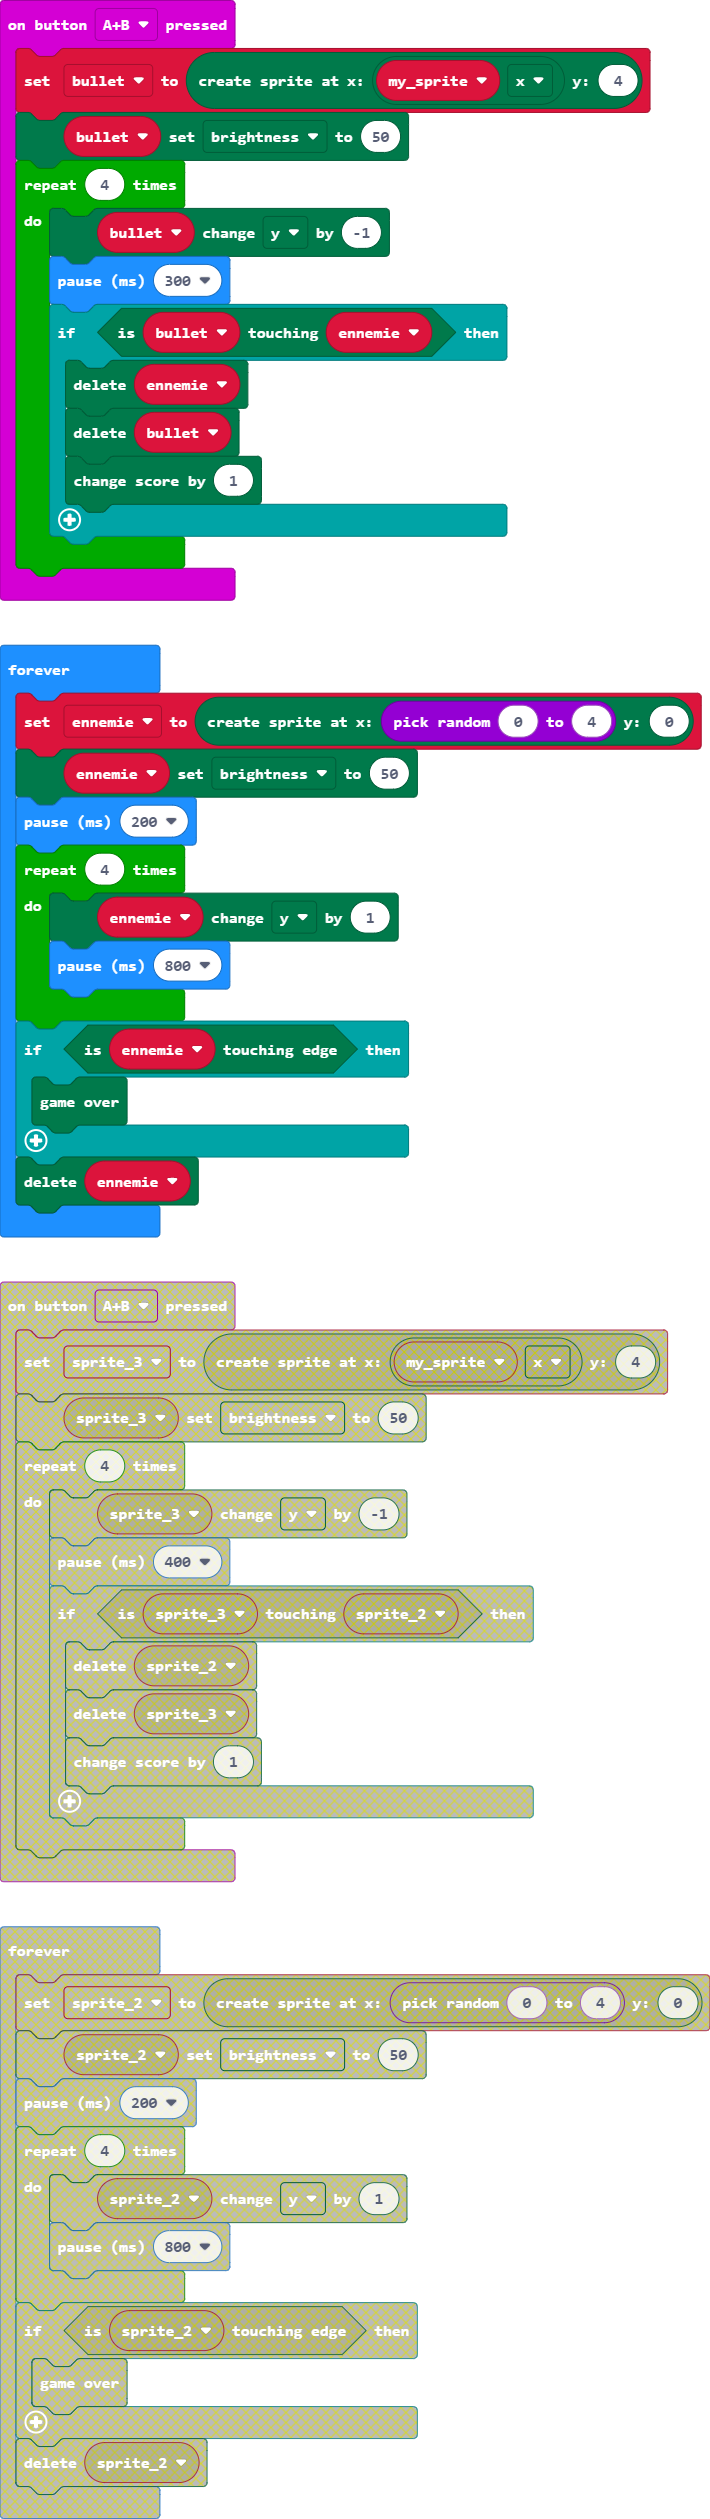 on button A+B pressed
set bullet to create sprite at x: my_sprite x y: 4
bullet set brightness to 50
repeat 4 times
do bullet change y by -1
pause (ms) 300
if is bullet touching ennemie then
delete ennemie
delete bullet
change score by 1
forever
set ennemie to create sprite at x: pick random 0 to 4 y: 0
ennemie set brightness to 50
pause (ms) 200
repeat 4 times
do ennemie change y by 1
pause (ms) 800
if is ennemie touching edge then
game over
delete ennemie
on button A+B pressed
set sprite_3 to create sprite at x: my_sprite x y: 4
sprite_3 set brightness to 50
repeat 4 times
do sprite_3 change y by -1
pause (ms) 400
if is sprite_3 touching sprite_2 then
delete sprite_2
delete sprite_3
change score by 1
forever
set sprite_2 to create sprite at x: pick random 0 to 4 y: 0
sprite_2 set brightness to 50
pause (ms) 200
repeat 4 times
do sprite_2 change y by 1
pause (ms) 800
if is sprite_2 touching edge then
game over
delete sprite_2